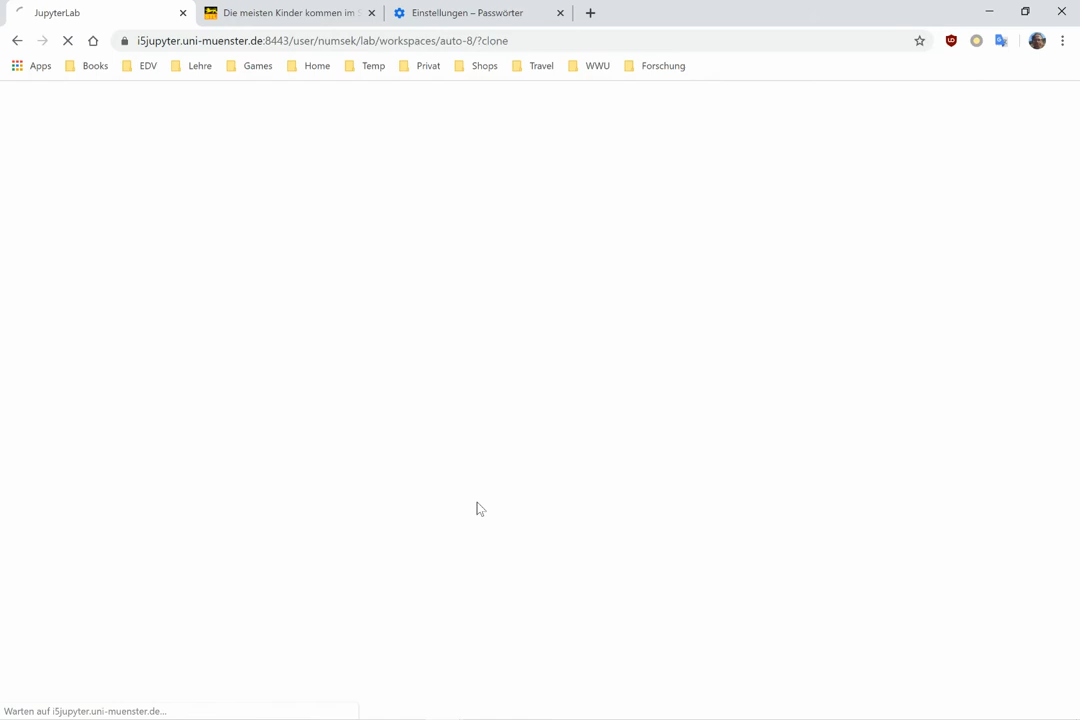 JupyterLab
Die meisten Kinder kommen im S
Einstellungen – Passwörter
i5jupyter.uni-muenster.de:8443/user/numsek/lab/workspaces/auto-8/?clone
Apps Books EDV Lehre Games Home Temp Privat Shops Travel WWU Forschung
Warten auf i5jupyter.uni-muenster.de...